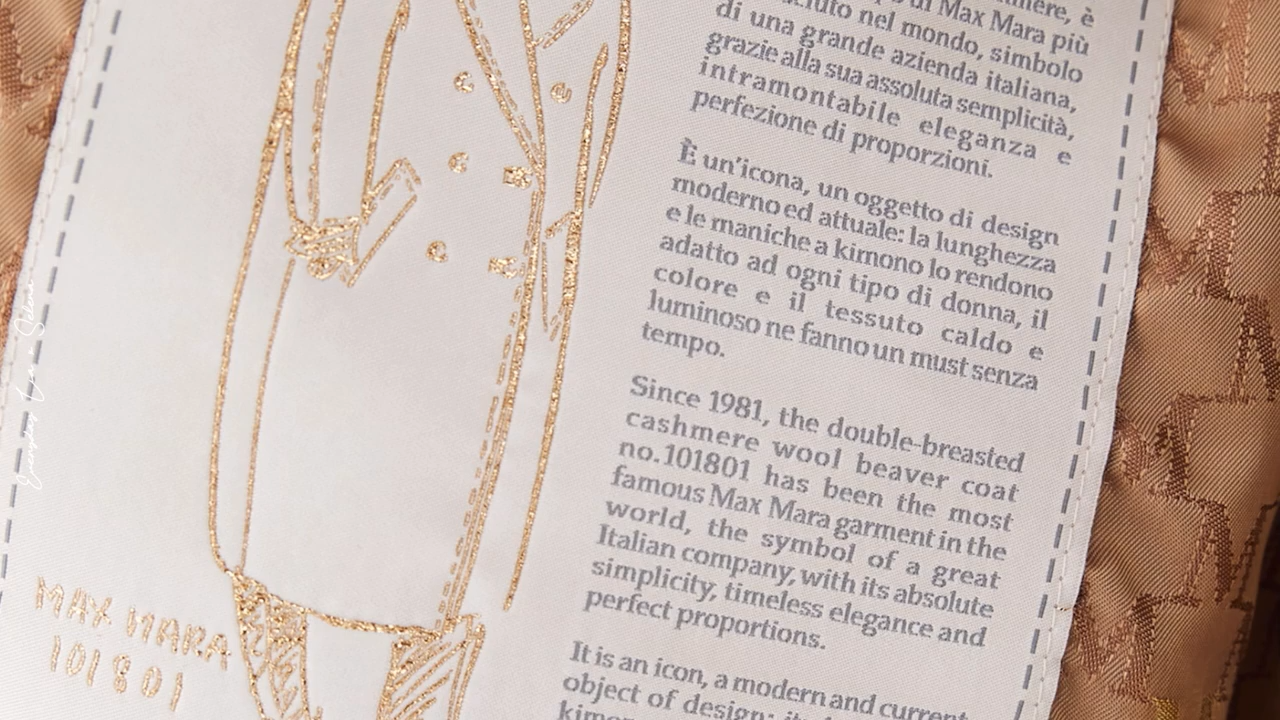 Max Mara più
nel mondo, simbolo
di una grande azienda italiana,
grazie alla sua assoluta semplicità,
intramontabile eleganza e
perfezione di proporzioni.
È un'icona, un oggetto di design
moderno ed attuale: la lunghezza
e le maniche a kimono lo rendono
adatto ad ogni tipo di donna, il
colore e il tessuto caldo e
luminoso ne fanno un must senza
tempo.
Since 1981, the double-breasted
cashmere wool beaver coat
no.101801 has been the most
famous Max Mara garment in the
world, the symbol of a great
Italian company, with its absolute
simplicity, timeless elegance and
perfect proportions.
It is an icon, a modern and current
object of design:
MAX MARA
101801